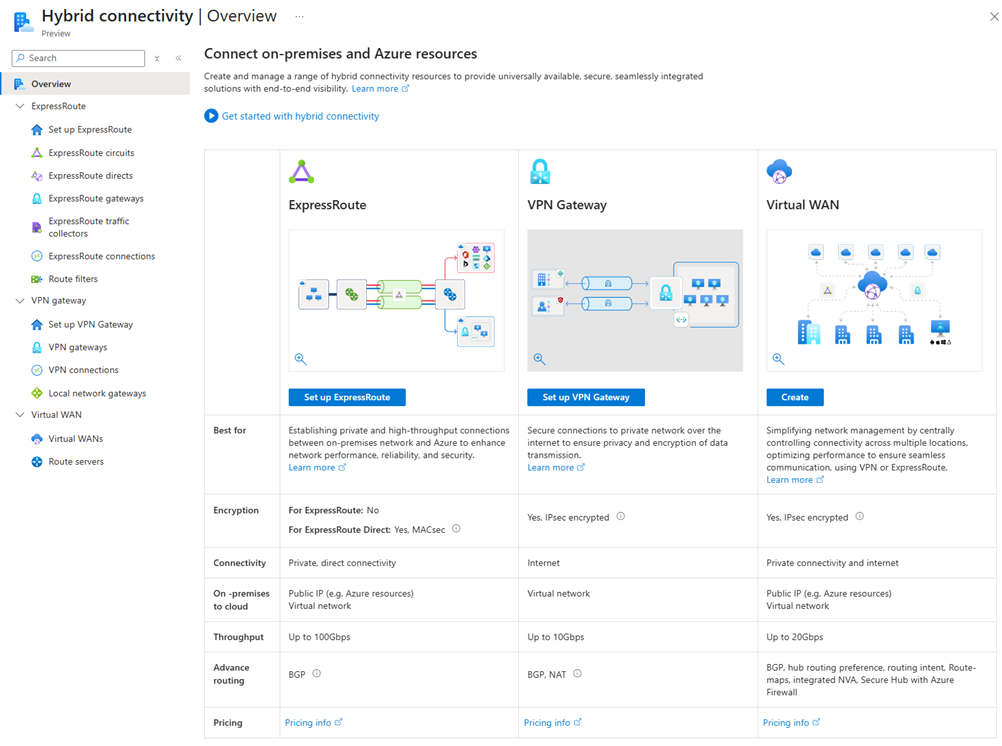 Hybrid connectivity | Overview ...
Preview
Search
Overview
ExpressRoute
Set up ExpressRoute
ExpressRoute circuits
ExpressRoute directs
ExpressRoute gateways
ExpressRoute traffic
collectors
ExpressRoute connections
Route filters
VPN gateway
Set up VPN Gateway
VPN gateways
VPN connections
Local network gateways
Virtual WAN
Virtual WANs
Route servers
Connect on-premises and Azure resources
Create and manage a range of hybrid connectivity resources to provide universally available, secure, seamlessly integrated
solutions with end-to-end visibility. Learn more
Get started with hybrid connectivity
ExpressRoute
VPN Gateway
Virtual WAN
Set up ExpressRoute
Set up VPN Gateway
Create
Best for
Establishing private and high-throughput connections
between on-premises network and Azure to enhance
network performance, reliability, and security.
Learn more
Secure connections to private network over the
internet to ensure privacy and encryption of data
transmission.
Learn more
Simplifying network management by centrally
controlling connectivity across multiple locations,
optimizing performance to ensure seamless
communication, using VPN or ExpressRoute.
Learn more
Encryption
For ExpressRoute: No
For ExpressRoute Direct: Yes, MACsec
Yes, IPsec encrypted
Yes, IPsec encrypted
Connectivity
Private, direct connectivity
Internet
Private connectivity and internet
On -premises
to cloud
Public IP (e.g. Azure resources)
Virtual network
Virtual network
Public IP (e.g. Azure resources)
Virtual network
Throughput
Up to 100Gbps
Up to 10Gbps
Up to 20Gbps
Advance
routing
BGP
BGP, NAT
BGP, hub routing preference, routing intent, Route-
maps, integrated NVA, Secure Hub with Azure
Firewall
Pricing
Pricing info
Pricing info
Pricing info